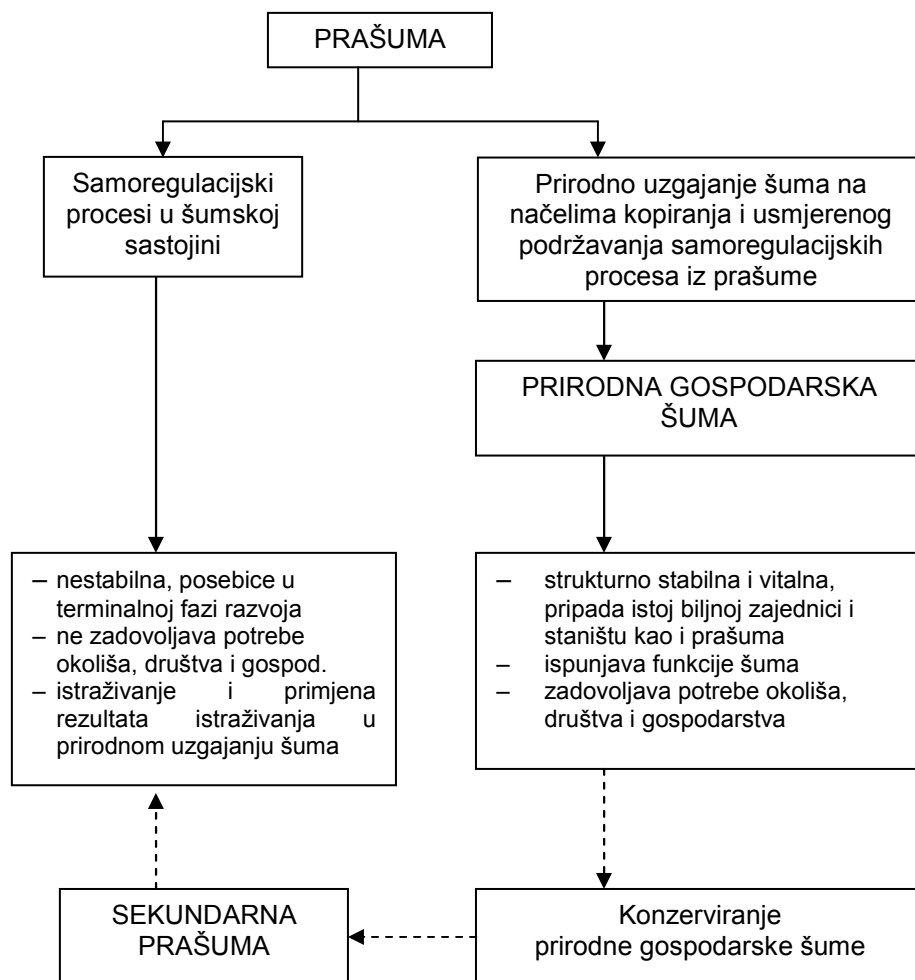 PRAŠUMA
Samoregulacijski
procesi u šumskoj
sastojini
Prirodno uzgajanje šuma na
načelima kopiranja i usmjerenog
podržavanja samoregulacijskih
procesa iz prašume
PRIRODNA GOSPODARSKA
ŠUMA
– nestabilna, posebice u
terminalnoj fazi razvoja
– ne zadovoljava potrebe
okoliša, društva i gospod.
– istraživanje i primjena
rezultata istraživanja u
prirodnom uzgajanju šuma
– strukturno stabilna i vitalna,
pripada istoj biljnoj zajednici i
staništu kao i prašuma
– ispunjava funkcije šuma
– zadovoljava potrebe okoliša,
društva i gospodarstva
SEKUNDARNA
PRAŠUMA
Konzerviranje
prirodne gospodarske šume